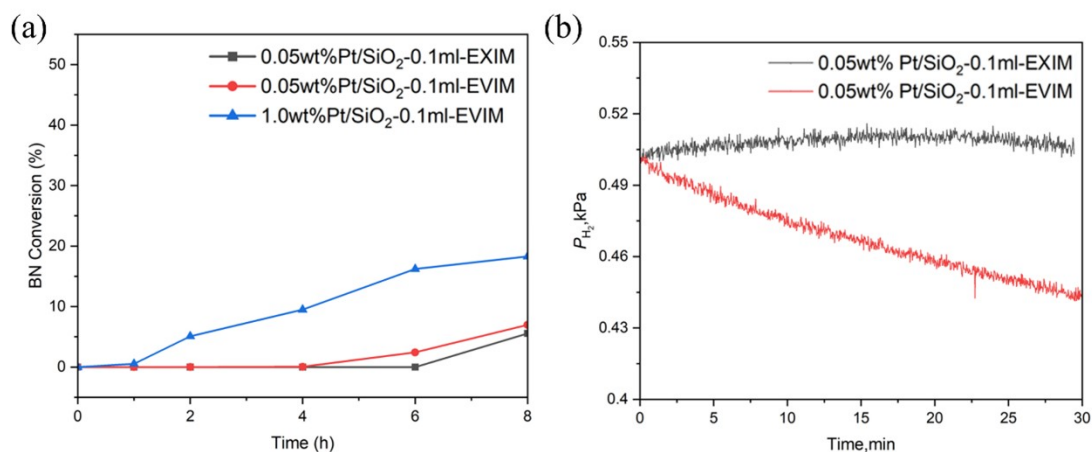 (a)
50
40
30
20
10
0
BN Conversion (%)
0.05wt%Pt/SiO₂-0.1ml-EXIM
0.05wt%Pt/SiO₂-0.1ml-EVIM
1.0wt%Pt/SiO₂-0.1ml-EVIM
0 2 4 6 8
Time (h)
(b)
0.55
0.52
0.49
0.46
0.43
0.4
P_H₂,kPa
0.05wt% Pt/SiO₂-0.1ml-EXIM
0.05wt% Pt/SiO₂-0.1ml-EVIM
0 5 10 15 20 25 30
Time,min